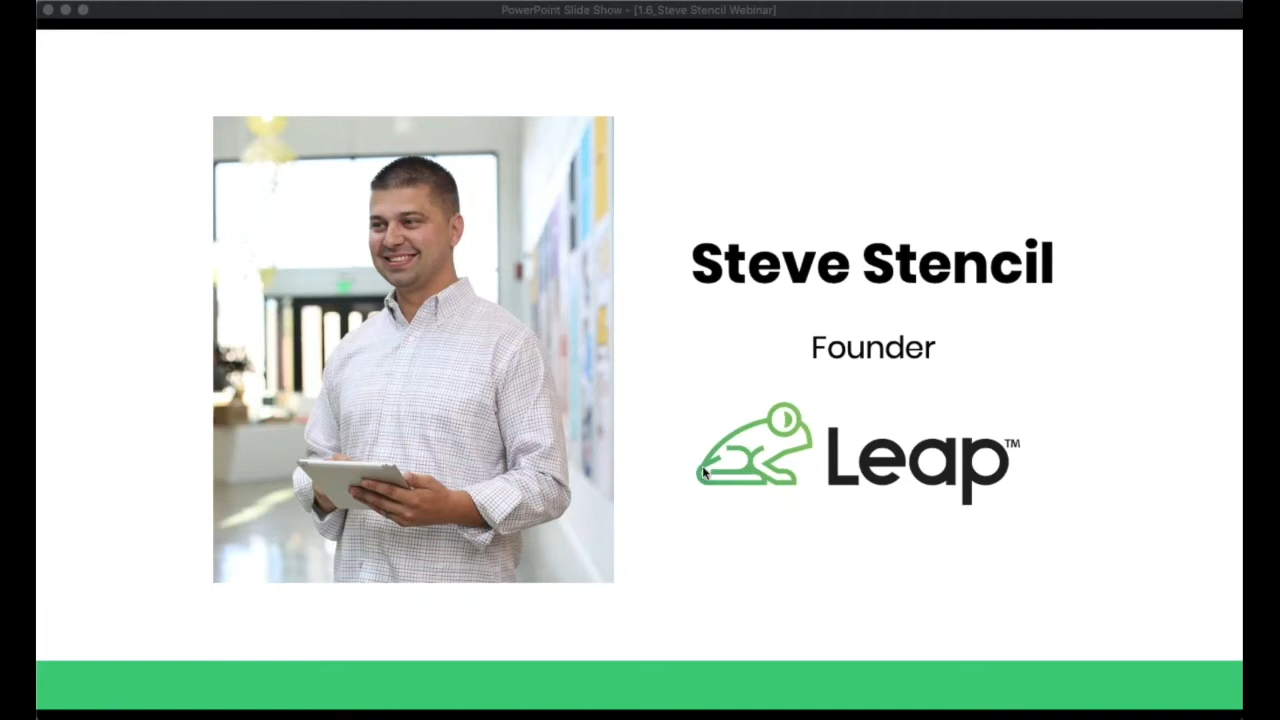 PowerPoint Slide Show - [1.6_Steve Stencil Webinar]
Steve Stencil
Founder
Leap™